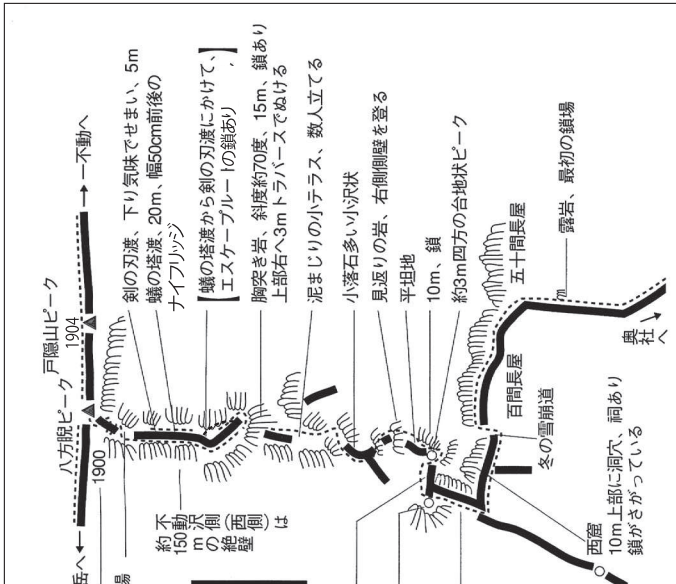 一不動へ
戸隠山ピーク
1904
八方睨ピーク
1900
岳へ
場
剣の刃渡、下り気味でせまい、5m
蟻の塔渡、20m、幅50cm前後の
ナイフリッジ
【蟻の塔渡から剣の刃渡にかけて、
エスケープルートの鎖あり】
胸突き岩、斜度約70度、15m、鎖あり
上部右へ3mトラバースでぬける
泥まじりの小テラス、数人立てる
小落石多い小沢状
見返りの岩、右側側壁を登る
平坦地
10m、鎖
約3m四方の台地状ピーク
五十間長屋
露岩、最初の鎖場
百間長屋
奥社へ
冬の雪崩道
西窟
10m上部に洞穴、祠あり
鎖がさがっている
不動沢側(西側)は
約150mの絶壁